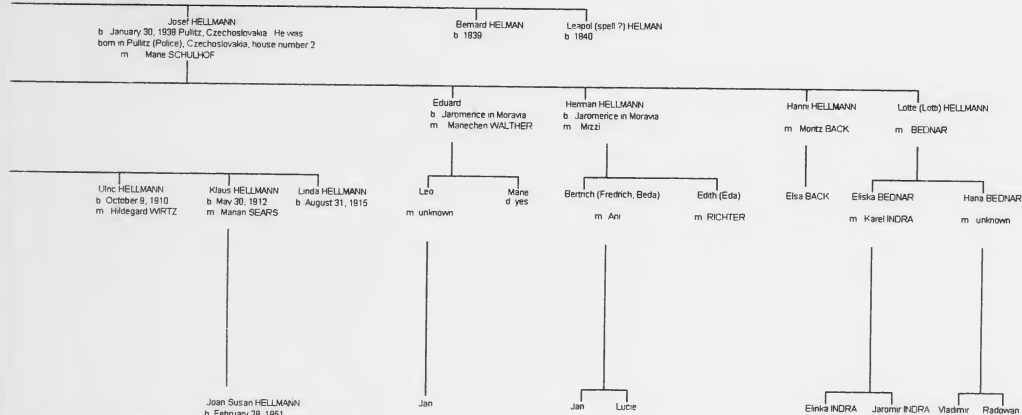 Josef HELLMANN
b January 30, 1938 Pullitz, Czechoslovakia He was
born in Pullitz (Police), Czechoslovakia, house number 2
m Marie SCHULHOF
Bernard HELMAN
b 1839
Leapol (spell ?) HELMAN
b 1840
Eduard
b Jaromerice in Moravia
m Manechen WALTHER
Herman HELLMANN
b Jaromerice in Moravia
m Mizzi
Hanni HELLMANN
m Moritz BACK
Lotte (Lotti) HELLMANN
m BEDNAR
Ulric HELLMANN
b October 9, 1910
m Hildegard WIRTZ
Klaus HELLMANN
b May 30, 1912
m Marian SEARS
Linda HELLMANN
b August 31, 1915
Leo
m unknown
Marie
d yes
Bertrich (Fredrich, Beda)
m Ani
Edith (Eda)
m RICHTER
Elsa BACK
Eliska BEDNAR
m Karel INDRA
Hana BEDNAR
m unknown
Joan Susan HELLMANN
b February 28, 1951
Jan
Jan
Lucie
Elinka INDRA
Jaromir INDRA
Vladimir
Radowan